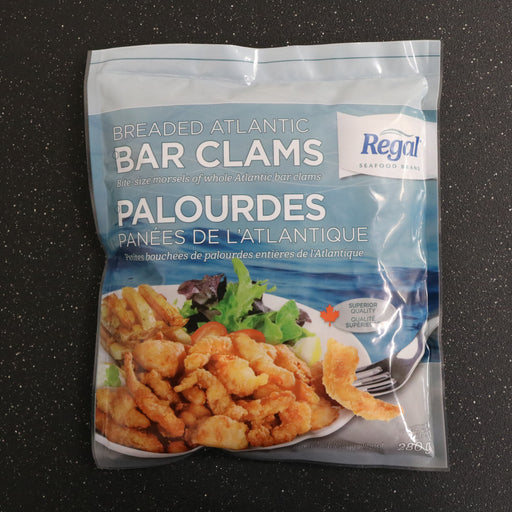 BREADED ATLANTIC
BAR CLAMS
Bite-size morsels of whole Atlantic bar clams
PALOURDES
PANÉES DE L'ATLANTIQUE
Petites bouchées de palourdes entières de l'Atlantique
Regal
SEAFOOD BRAND
SUPERIOR
QUALITY
QUALITÉ
SUPÉRIEURE
280 g